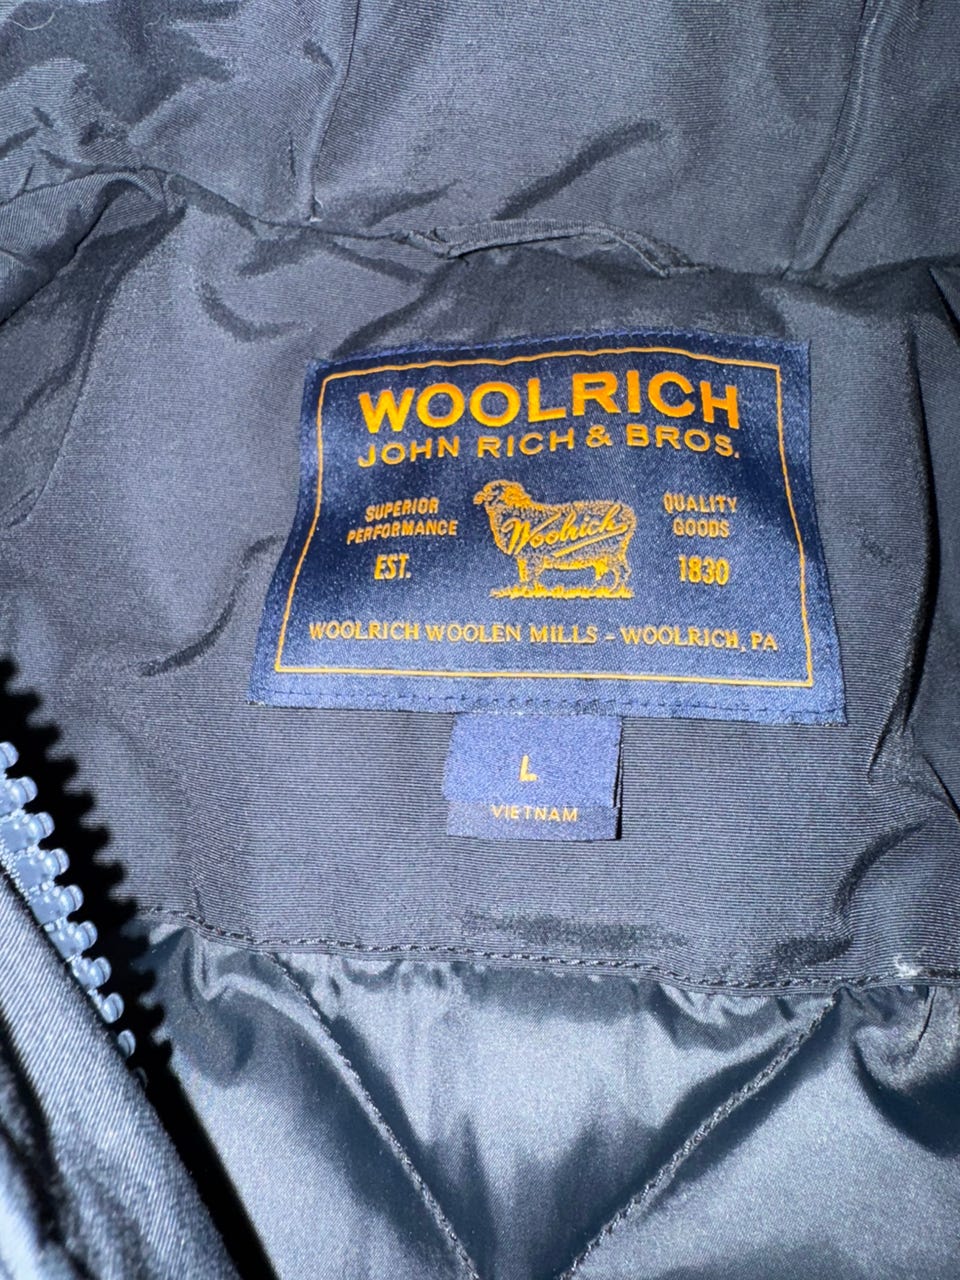 WOOLRICH
JOHN RICH & BROS.
SUPERIOR
PERFORMANCE
EST.
Woolrich
QUALITY
GOODS
1830
WOOLRICH WOOLEN MILLS - WOOLRICH, PA
L
VIETNAM